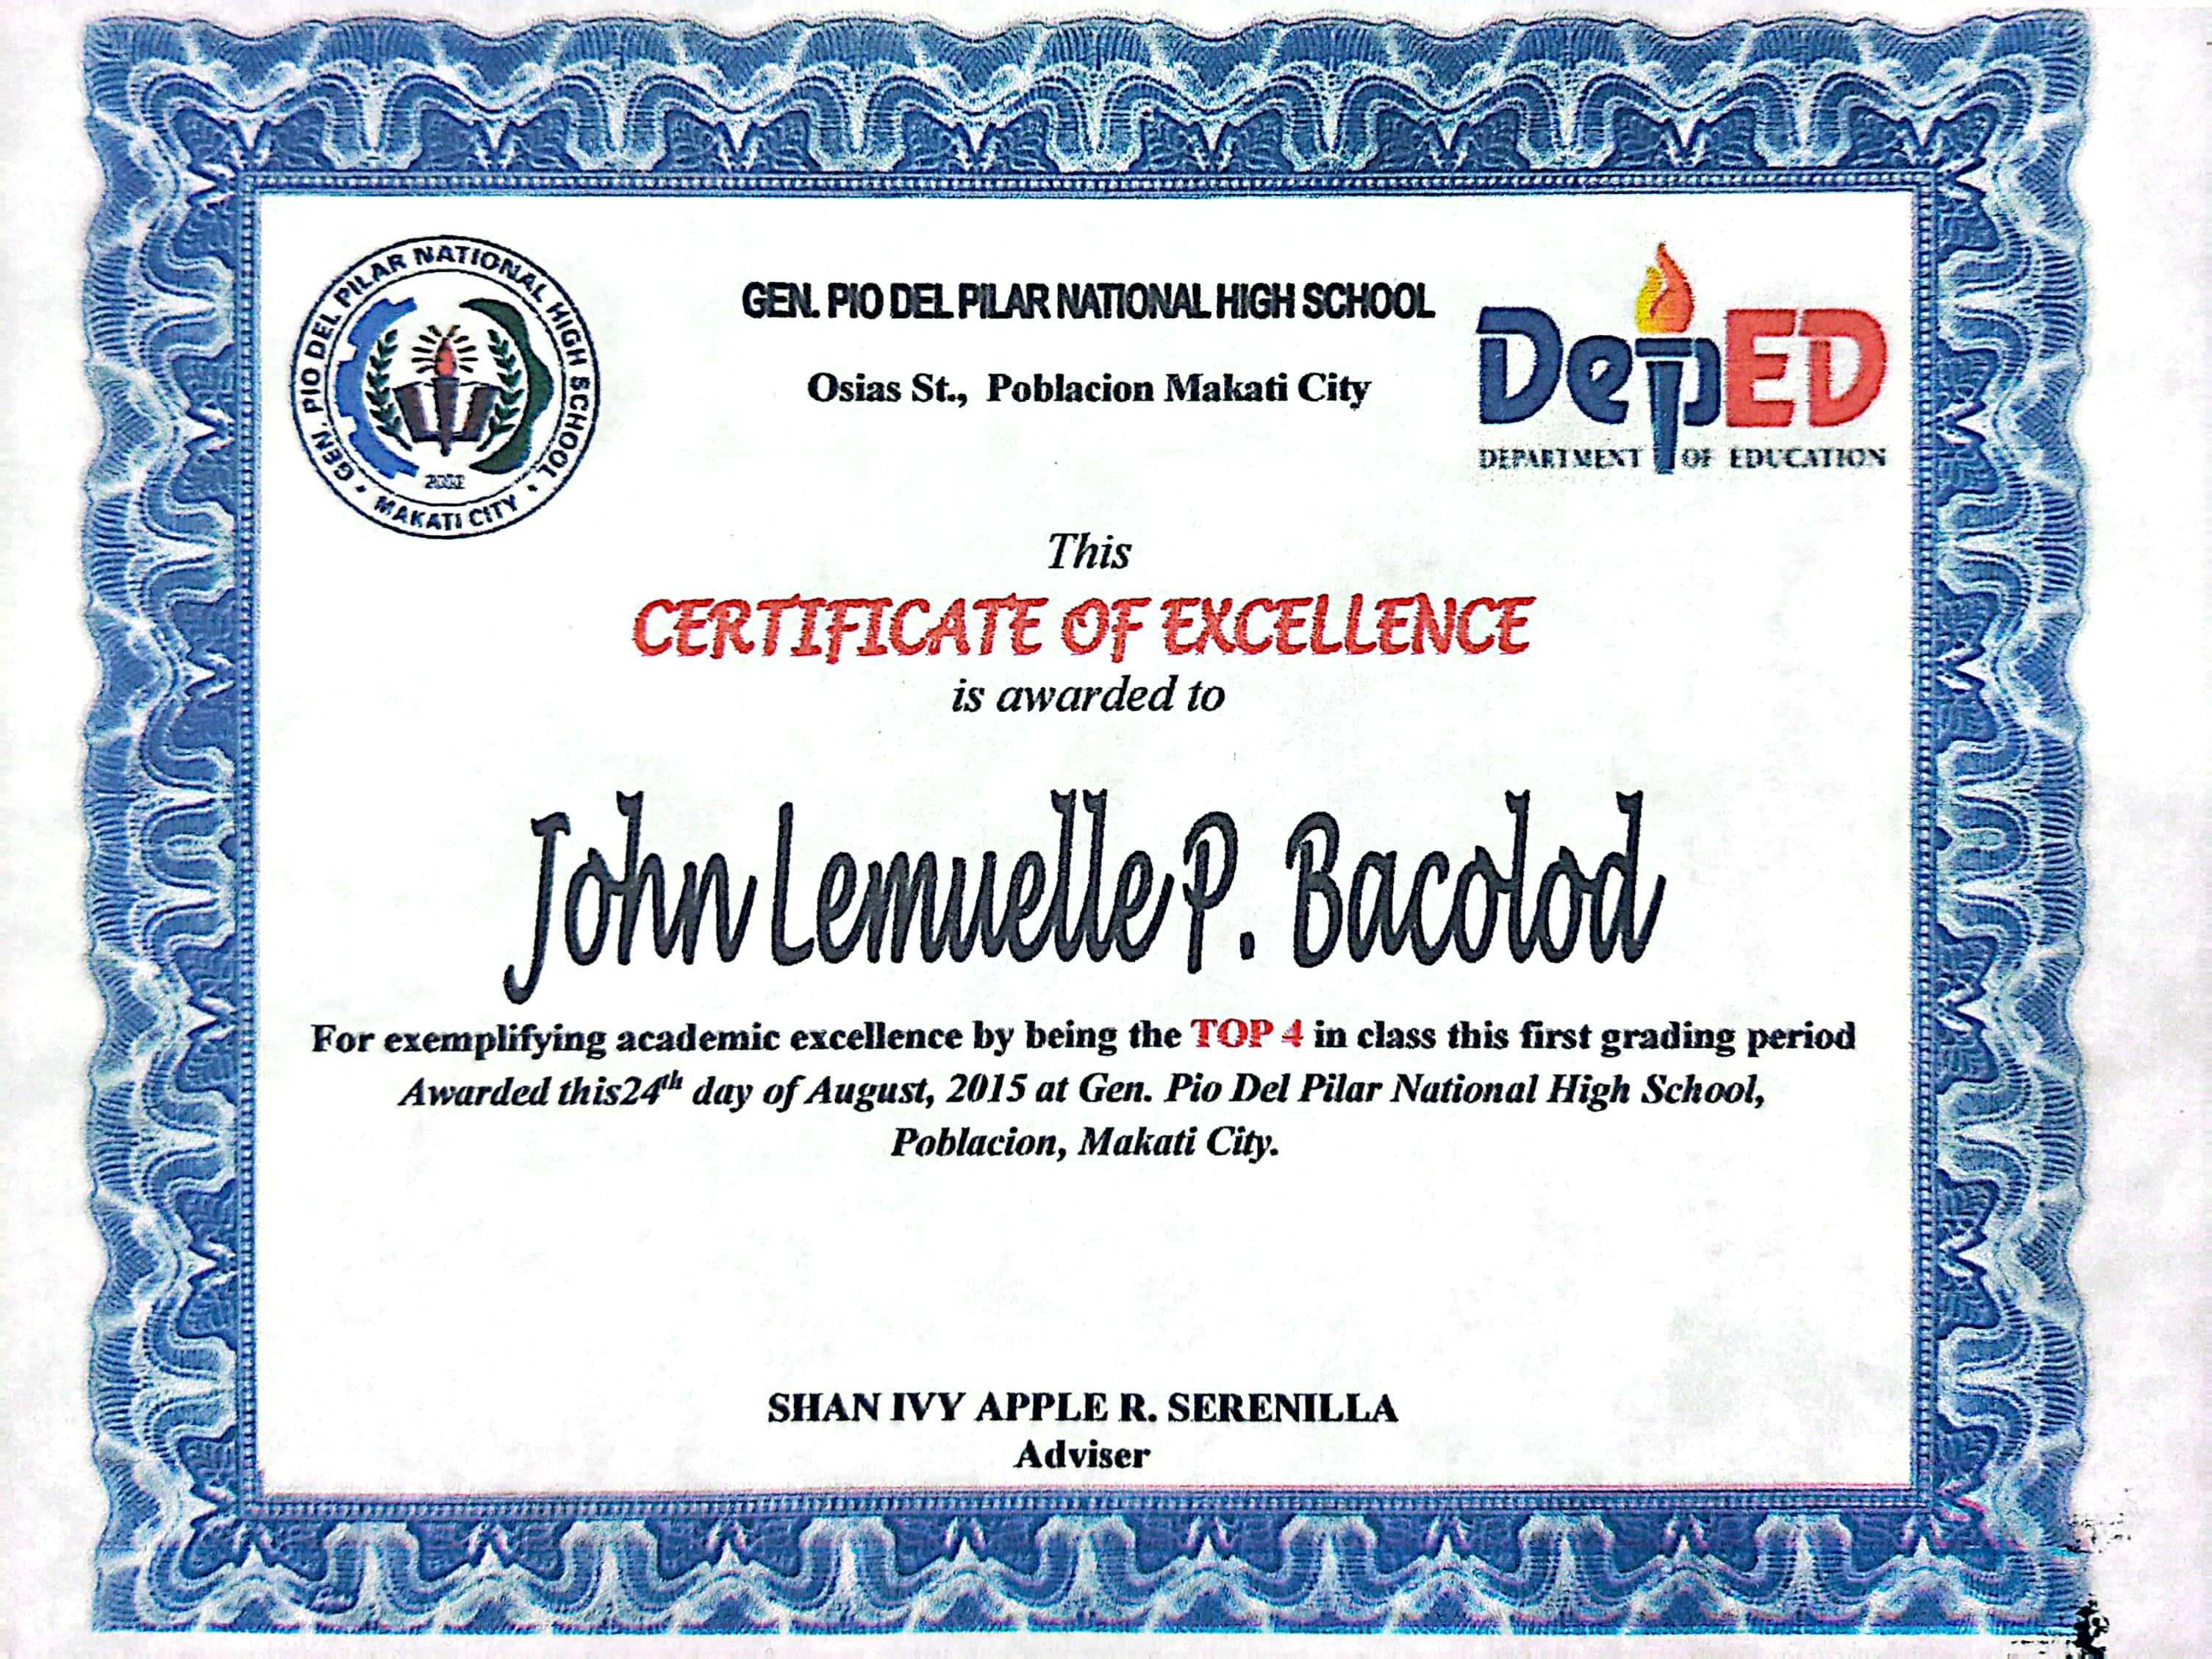 GEN. PIO DEL PILAR NATIONAL HIGH SCHOOL
MAKATI CITY
2002
GEN. PIO DEL PILAR NATIONAL HIGH SCHOOL
Osias St., Poblacion Makati City
DepED
DEPARTMENT OF EDUCATION
This
CERTIFICATE OF EXCELLENCE
is awarded to
John Lemuelle P. Bacolod
For exemplifying academic excellence by being the TOP 4 in class this first grading period
Awarded this24th day of August, 2015 at Gen. Pio Del Pilar National High School,
Poblacion, Makati City.
SHAN IVY APPLE R. SERENILLA
Adviser